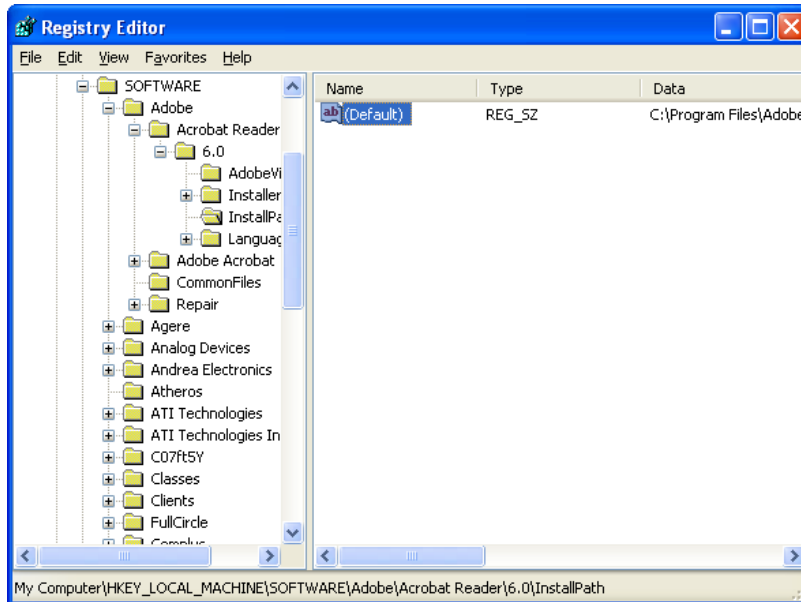 Registry Editor
File Edit View Favorites Help
SOFTWARE
Adobe
Acrobat Reader
6.0
AdobeVi
Installer
InstallPa
Languag
Adobe Acrobat
CommonFiles
Repair
Agere
Analog Devices
Andrea Electronics
Atheros
ATI Technologies
ATI Technologies In
C07ft5Y
Classes
Clients
FullCircle
Complus
Name Type Data
ab (Default) REG_SZ C:\Program Files\Adobe
My Computer\HKEY_LOCAL_MACHINE\SOFTWARE\Adobe\Acrobat Reader\6.0\InstallPath